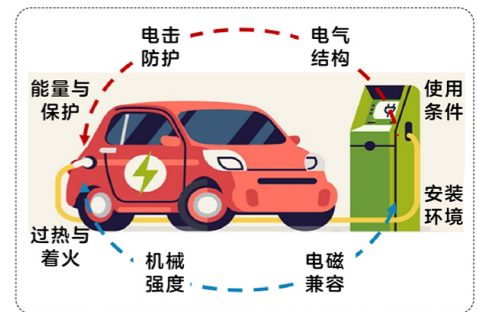 电击
防护
电气
结构
能量与
保护
使用
条件
安装
环境
过热与
着火
机械
强度
电磁
兼容